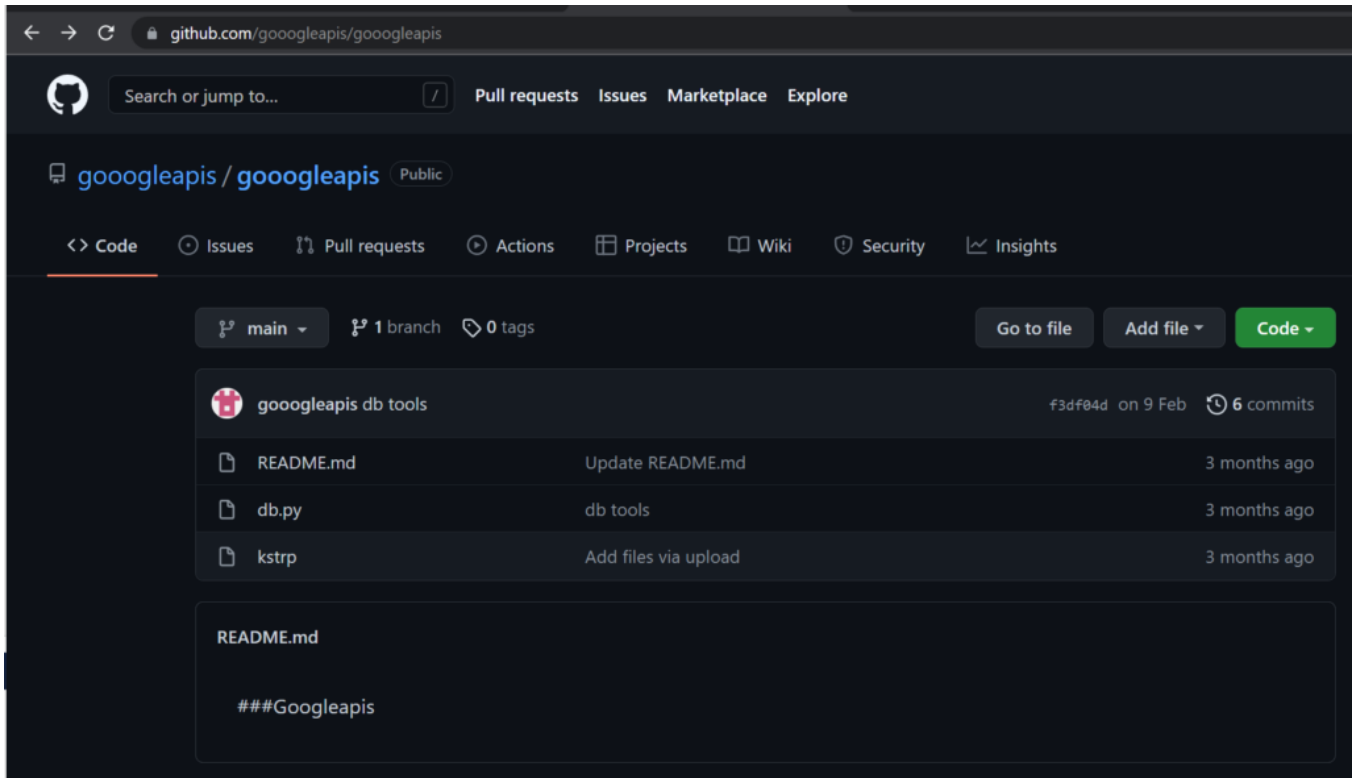 github.com/gooogleapis/gooogleapis
Search or jump to... / Pull requests Issues Marketplace Explore
gooogleapis / gooogleapis Public
<> Code Issues Pull requests Actions Projects Wiki Security Insights
main 1 branch 0 tags Go to file Add file Code
gooogleapis db tools f3df04d on 9 Feb 6 commits
README.md Update README.md 3 months ago
db.py db tools 3 months ago
kstrp Add files via upload 3 months ago
README.md
###Googleapis